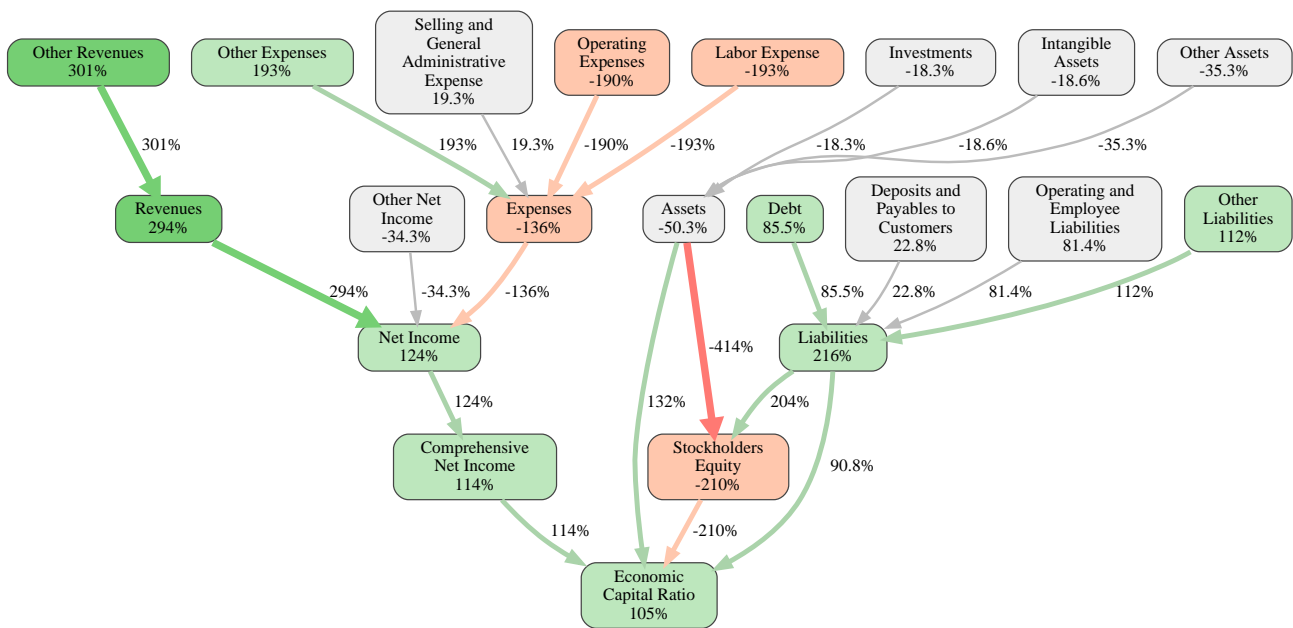 Other Revenues
301%
Other Expenses
193%
Selling and
General
Administrative
Expense
19.3%
Operating
Expenses
-190%
Labor Expense
-193%
Investments
-18.3%
Intangible
Assets
-18.6%
Other Assets
-35.3%
301%
193%
19.3%
-190%
-193%
-18.3%
-18.6%
-35.3%
Revenues
294%
Other Net
Income
-34.3%
Expenses
-136%
Assets
-50.3%
Debt
85.5%
Deposits and
Payables to
Customers
22.8%
Operating and
Employee
Liabilities
81.4%
Other
Liabilities
112%
294%
-34.3%
-136%
85.5%
22.8%
81.4%
112%
Net Income
124%
-414%
Liabilities
216%
124%
132%
204%
Comprehensive
Net Income
114%
Stockholders
Equity
-210%
90.8%
114%
-210%
Economic
Capital Ratio
105%